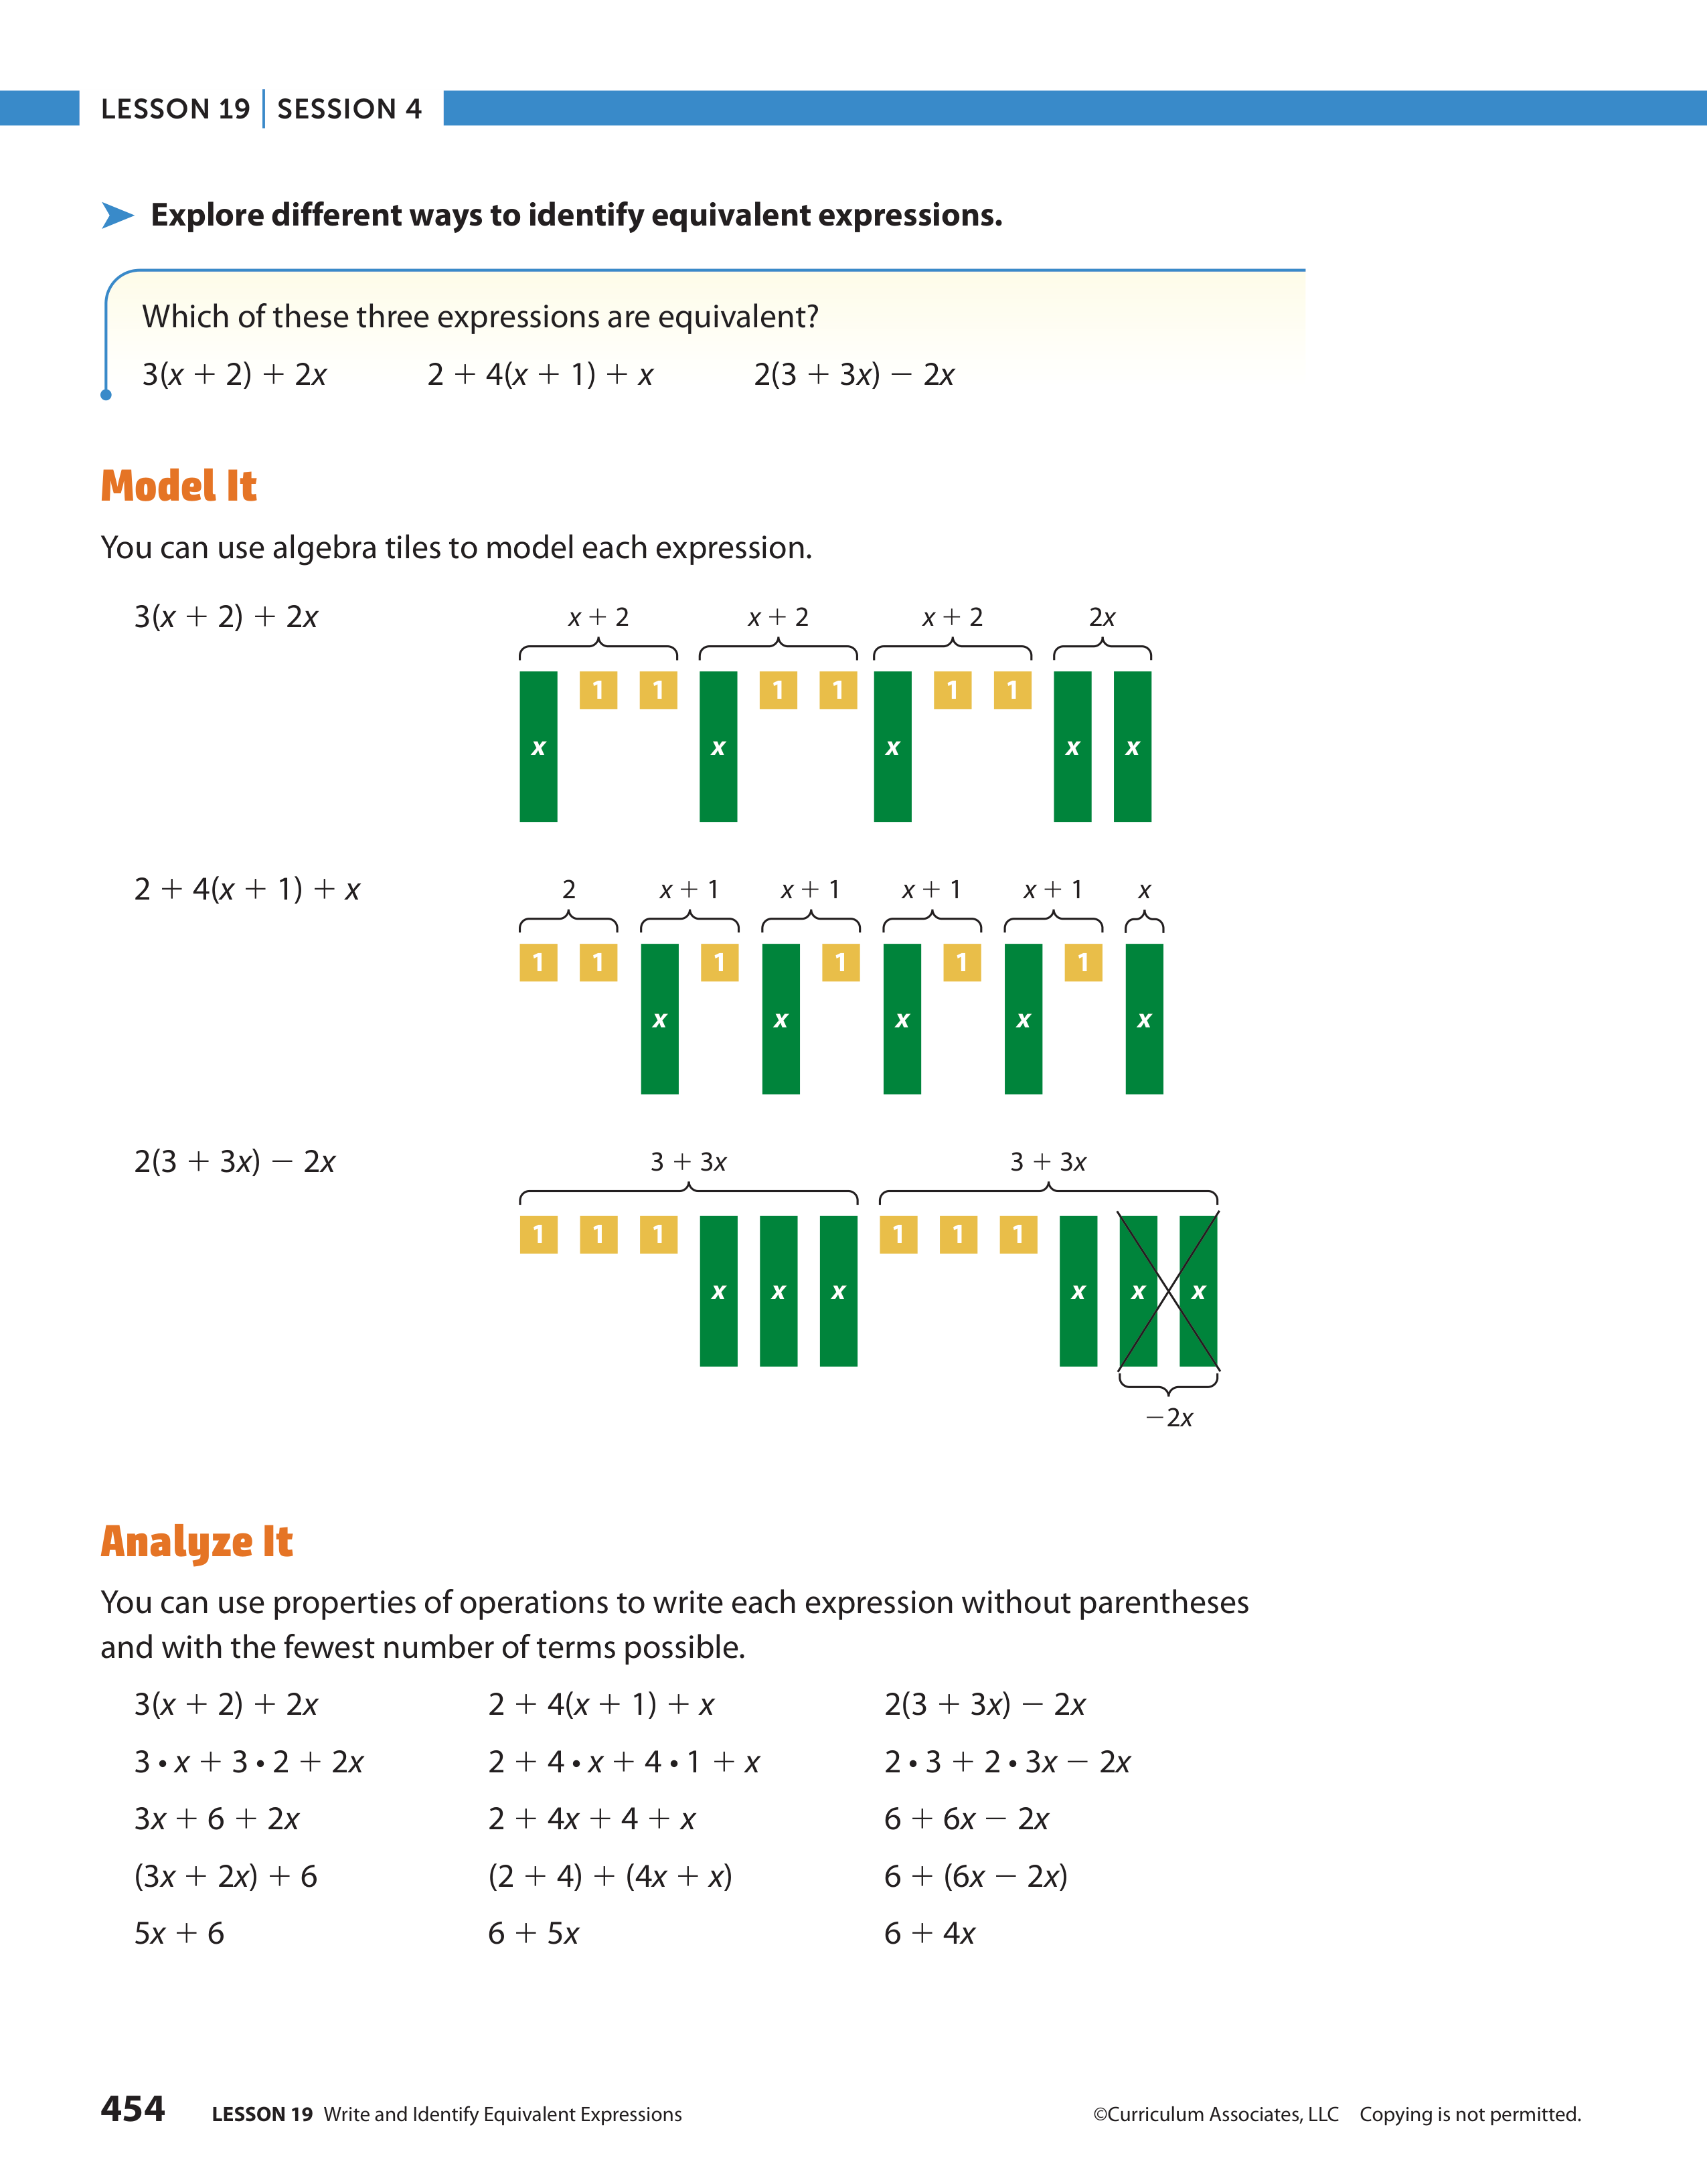 LESSON 19 | SESSION 4
Explore different ways to identify equivalent expressions.
Which of these three expressions are equivalent?
3(x + 2) + 2x 2 + 4(x + 1) + x 2(3 + 3x) − 2x
Model It
You can use algebra tiles to model each expression.
3(x + 2) + 2x x + 2 x + 2 x + 2 2x
x 1 1 x 1 1 x 1 1 x x
2 + 4(x + 1) + x 2 x + 1 x + 1 x + 1 x + 1 x
1 1 x 1 x 1 x 1 x 1 x
2(3 + 3x) − 2x 3 + 3x 3 + 3x
1 1 1 x x x 1 1 1 x x x
−2x
Analyze It
You can use properties of operations to write each expression without parentheses
and with the fewest number of terms possible.
3(x + 2) + 2x 2 + 4(x + 1) + x 2(3 + 3x) − 2x
3 • x + 3 • 2 + 2x 2 + 4 • x + 4 • 1 + x 2 • 3 + 2 • 3x − 2x
3x + 6 + 2x 2 + 4x + 4 + x 6 + 6x − 2x
(3x + 2x) + 6 (2 + 4) + (4x + x) 6 + (6x − 2x)
5x + 6 6 + 5x 6 + 4x
454 LESSON 19 Write and Identify Equivalent Expressions ©Curriculum Associates, LLC Copying is not permitted.